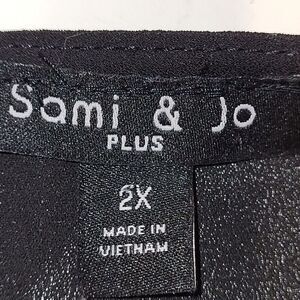 Sami & Jo
PLUS
2X
MADE IN
VIETNAM